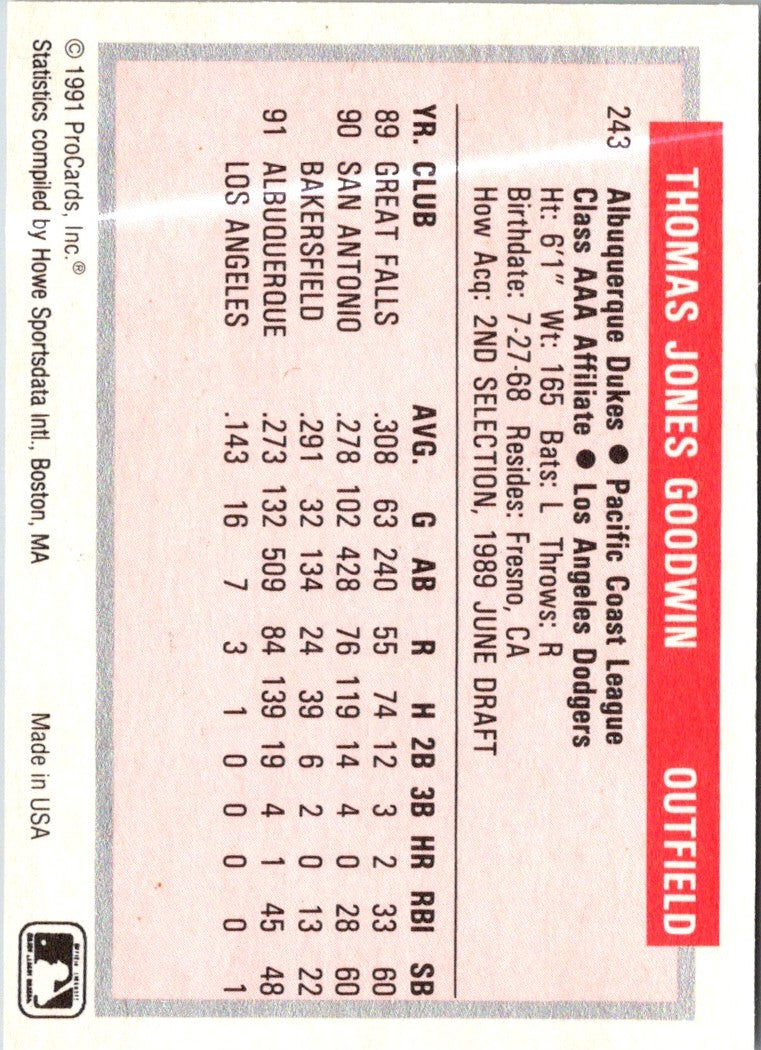 THOMAS JONES GOODWIN OUTFIELD
243 Albuquerque Dukes ● Pacific Coast League
Class AAA Affiliate ● Los Angeles Dodgers
Ht: 6'1" Wt: 165 Bats: L Throws: R
Birthdate: 7-27-68 Resides: Fresno, CA
How Acq: 2ND SELECTION, 1989 JUNE DRAFT
YR. CLUB AVG. G AB R H 2B 3B HR RBI SB
89 GREAT FALLS .308 63 240 55 74 12 3 2 33 60
90 SAN ANTONIO .278 102 428 76 119 14 4 0 28 60
BAKERSFIELD .291 32 134 24 39 6 2 0 13 22
91 ALBUQUERQUE .273 132 509 84 139 19 4 1 45 48
LOS ANGELES .143 16 7 3 1 0 0 0 0 1
© 1991 ProCards, Inc.®
Statistics compiled by Howe Sportsdata Intl., Boston, MA Made in USA